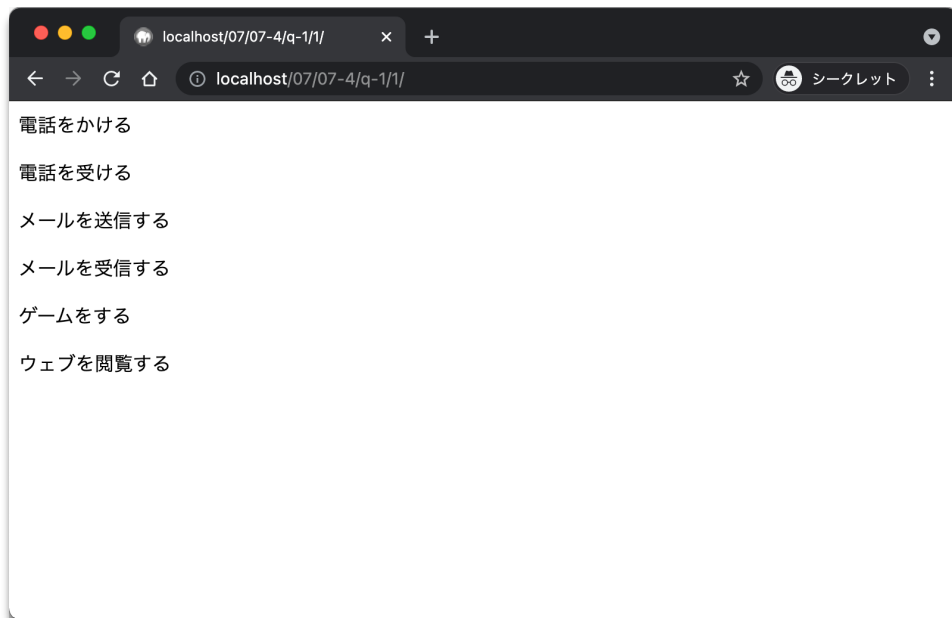 localhost/07/07-4/q-1/1/
localhost/07/07-4/q-1/1/
シークレット
電話をかける
電話を受ける
メールを送信する
メールを受信する
ゲームをする
ウェブを閲覧する